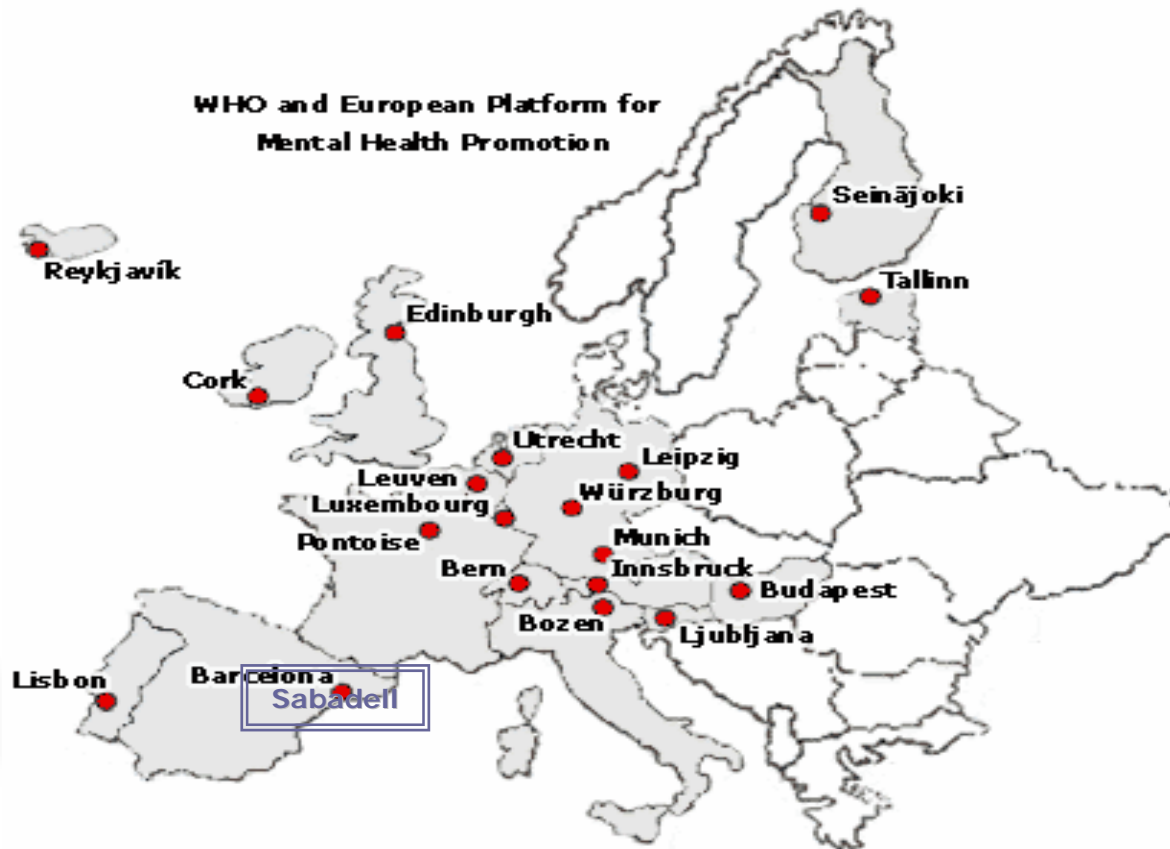 WHO and European Platform for
Mental Health Promotion
Seinäjoki
Reykjavík
Tallinn
Edinburgh
Cork
Utrecht
Leipzig
Leuven
Würzburg
Luxembourg
Pontoise
Munich
Bern
Innsbruck
Budapest
Bozen
Ljubljana
Lisbon
Barcelona
Sabadell